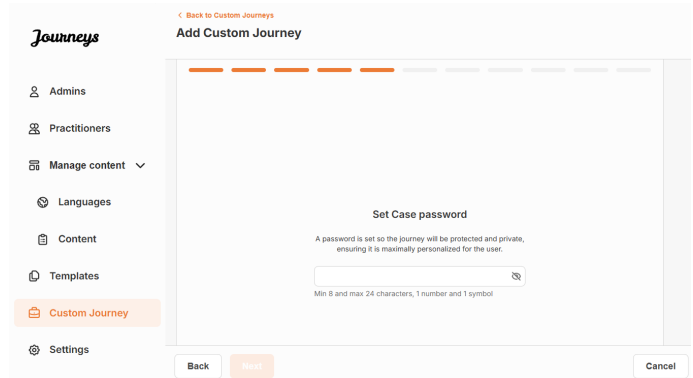 Journeys
Admins
Practitioners
Manage content
Languages
Content
Templates
Custom Journey
Settings
Back to Custom Journeys
Add Custom Journey
Set Case password
A password is set so the journey will be protected and private,
ensuring it is maximally personalized for the user.
Min 8 and max 24 characters, 1 number and 1 symbol
Back
Next
Cancel